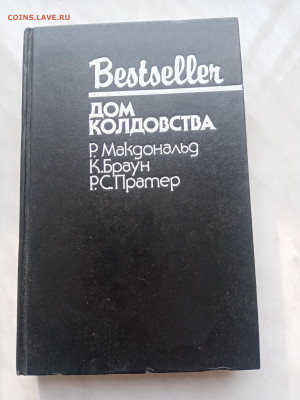 COINS.LAVE.RU
Bestseller
ДОМ
КОЛДОВСТВА
Р. Макдональд
К. Браун
Р.С. Пратер